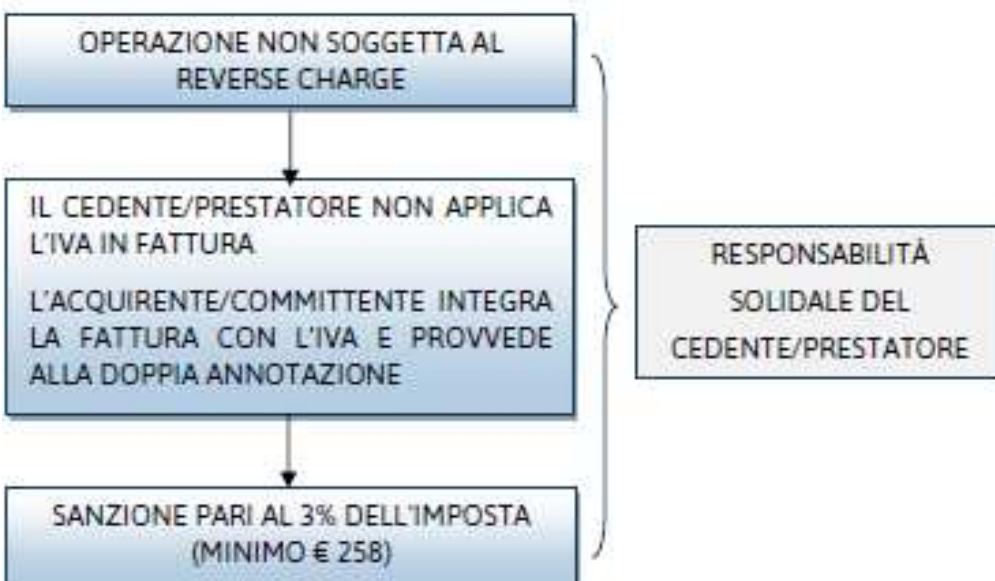 OPERAZIONE NON SOGGETTA AL
REVERSE CHARGE
IL CEDENTE/PRESTATORE NON APPLICA
L'IVA IN FATTURA
L'ACQUIRENTE/COMMITTENTE INTEGRA
LA FATTURA CON L'IVA E PROVVEDE
ALLA DOPPIA ANNOTAZIONE
SANZIONE PARI AL 3% DELL'IMPOSTA
(MINIMO € 258)
RESPONSABILITÀ
SOLIDALE DEL
CEDENTE/PRESTATORE